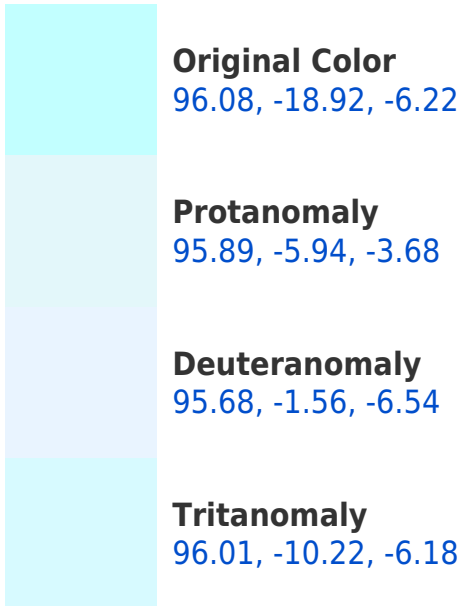 Original Color
96.08, -18.92, -6.22
Protanomaly
95.89, -5.94, -3.68
Deuteranomaly
95.68, -1.56, -6.54
Tritanomaly
96.01, -10.22, -6.18